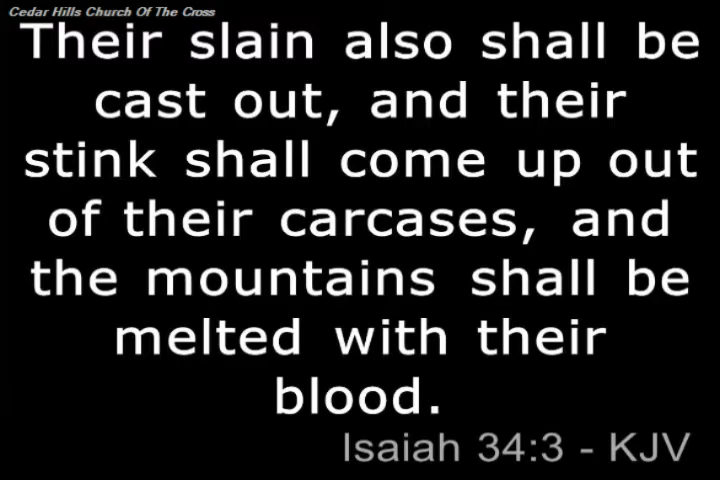 Cedar Hills Church Of The Cross
Their slain also shall be
cast out, and their
stink shall come up out
of their carcases, and
the mountains shall be
melted with their
blood.
Isaiah 34:3 - KJV